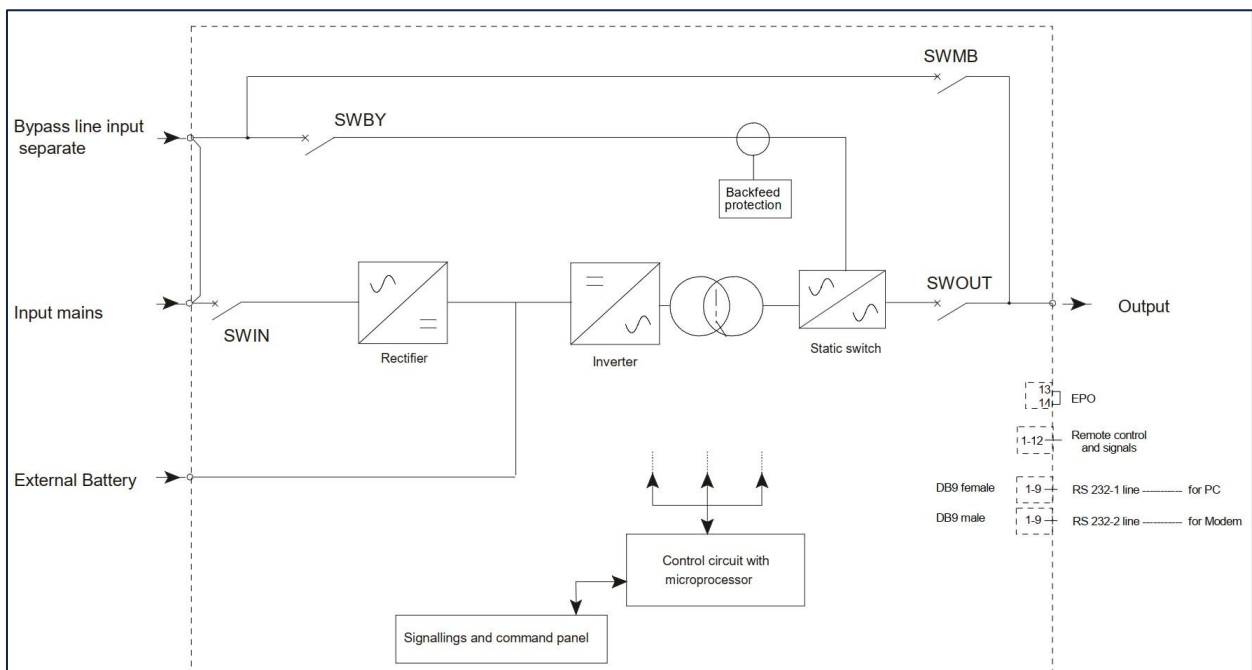 SWMB
Bypass line input
separate
SWBY
Backfeed
protection
Input mains
SWIN
Rectifier
Inverter
Static switch
SWOUT
Output
13
14
EPO
1-12
Remote control
and signals
External Battery
DB9 female
1-9
RS 232-1 line ----------- for PC
DB9 male
1-9
RS 232-2 line ----------- for Modem
Control circuit with
microprocessor
Signallings and command panel